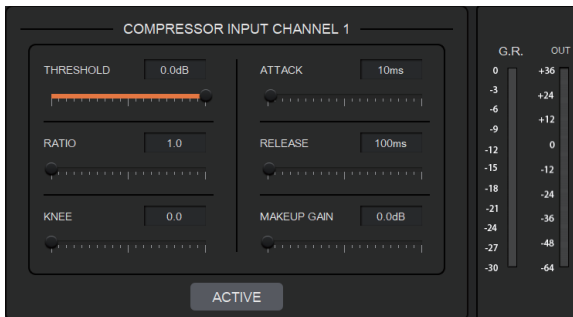 COMPRESSOR INPUT CHANNEL 1
THRESHOLD 0.0dB
ATTACK 10ms
RATIO 1.0
RELEASE 100ms
KNEE 0.0
MAKEUP GAIN 0.0dB
ACTIVE
G.R. OUT
0 +36
-3 +24
-6 +12
-9 0
-12 -12
-15 -24
-18 -36
-21 -48
-24 -64
-27
-30